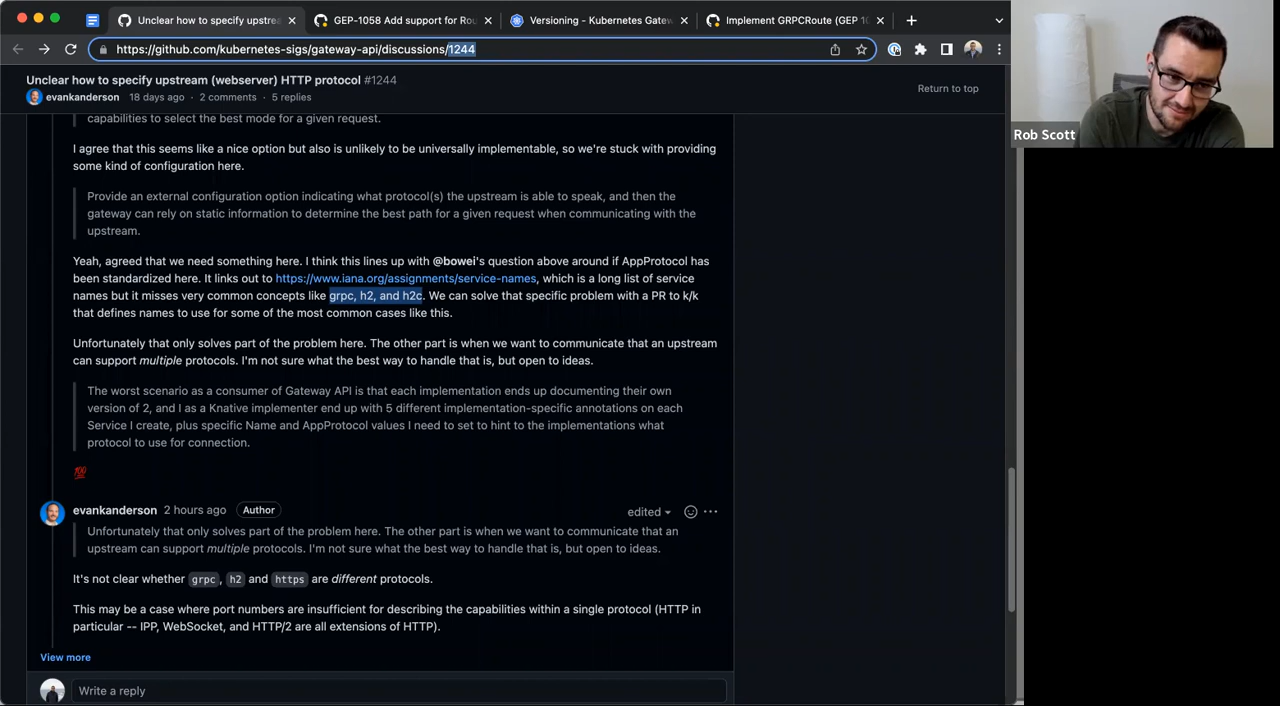 Unclear how to specify upstrea
GEP-1058 Add support for Rou
Versioning - Kubernetes Gatew
Implement GRPCRoute (GEP 10
https://github.com/kubernetes-sigs/gateway-api/discussions/1244
Unclear how to specify upstream (webserver) HTTP protocol #1244
evankanderson 18 days ago · 2 comments · 5 replies
Return to top
capabilities to select the best mode for a given request.
I agree that this seems like a nice option but also is unlikely to be universally implementable, so we're stuck with providing
some kind of configuration here.
Provide an external configuration option indicating what protocol(s) the upstream is able to speak, and then the
gateway can rely on static information to determine the best path for a given request when communicating with the
upstream.
Yeah, agreed that we need something here. I think this lines up with @bowei's question above around if AppProtocol has
been standardized here. It links out to https://www.iana.org/assignments/service-names, which is a long list of service
names but it misses very common concepts like grpc, h2, and h2c. We can solve that specific problem with a PR to k/k
that defines names to use for some of the most common cases like this.
Unfortunately that only solves part of the problem here. The other part is when we want to communicate that an upstream
can support multiple protocols. I'm not sure what the best way to handle that is, but open to ideas.
The worst scenario as a consumer of Gateway API is that each implementation ends up documenting their own
version of 2, and I as a Knative implementer end up with 5 different implementation-specific annotations on each
Service I create, plus specific Name and AppProtocol values I need to set to hint to the implementations what
protocol to use for connection.
💯
evankanderson 2 hours ago Author
edited
Unfortunately that only solves part of the problem here. The other part is when we want to communicate that an
upstream can support multiple protocols. I'm not sure what the best way to handle that is, but open to ideas.
It's not clear whether grpc, h2 and https are different protocols.
This may be a case where port numbers are insufficient for describing the capabilities within a single protocol (HTTP in
particular -- IPP, WebSocket, and HTTP/2 are all extensions of HTTP).
View more
Write a reply
Rob Scott